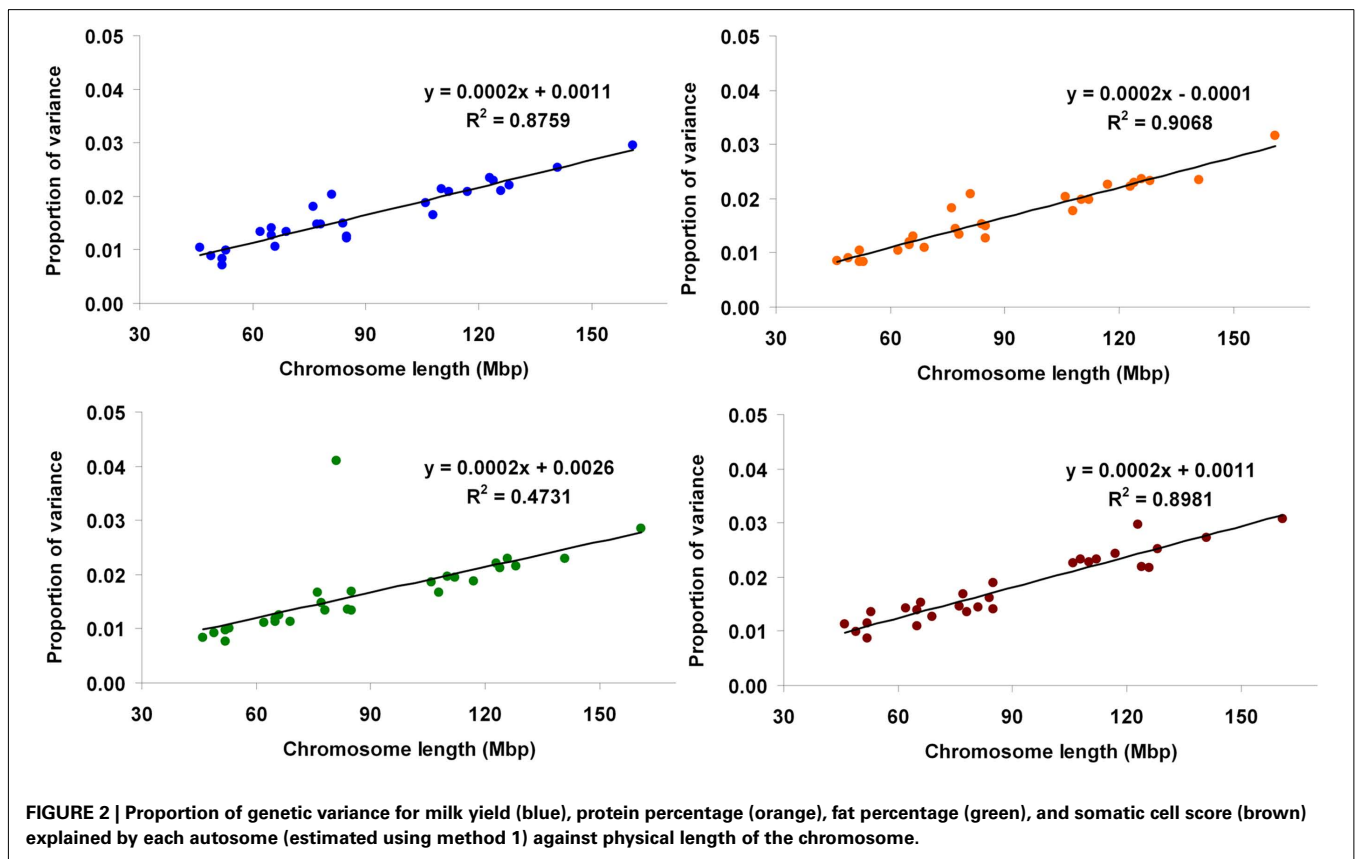 0.05
0.04
0.03
0.02
0.01
0.00
Proportion of variance
y = 0.0002x + 0.0011
R² = 0.8759
30 60 90 120 150
Chromosome length (Mbp)
0.05
0.04
0.03
0.02
0.01
0.00
Proportion of variance
y = 0.0002x - 0.0001
R² = 0.9068
30 60 90 120 150
Chromosome length (Mbp)
0.05
0.04
0.03
0.02
0.01
0.00
Proportion of variance
y = 0.0002x + 0.0026
R² = 0.4731
30 60 90 120 150
Chromosome length (Mbp)
0.05
0.04
0.03
0.02
0.01
0.00
Proportion of variance
y = 0.0002x + 0.0011
R² = 0.8981
30 60 90 120 150
Chromosome length (Mbp)
FIGURE 2 | Proportion of genetic variance for milk yield (blue), protein percentage (orange), fat percentage (green), and somatic cell score (brown)
explained by each autosome (estimated using method 1) against physical length of the chromosome.